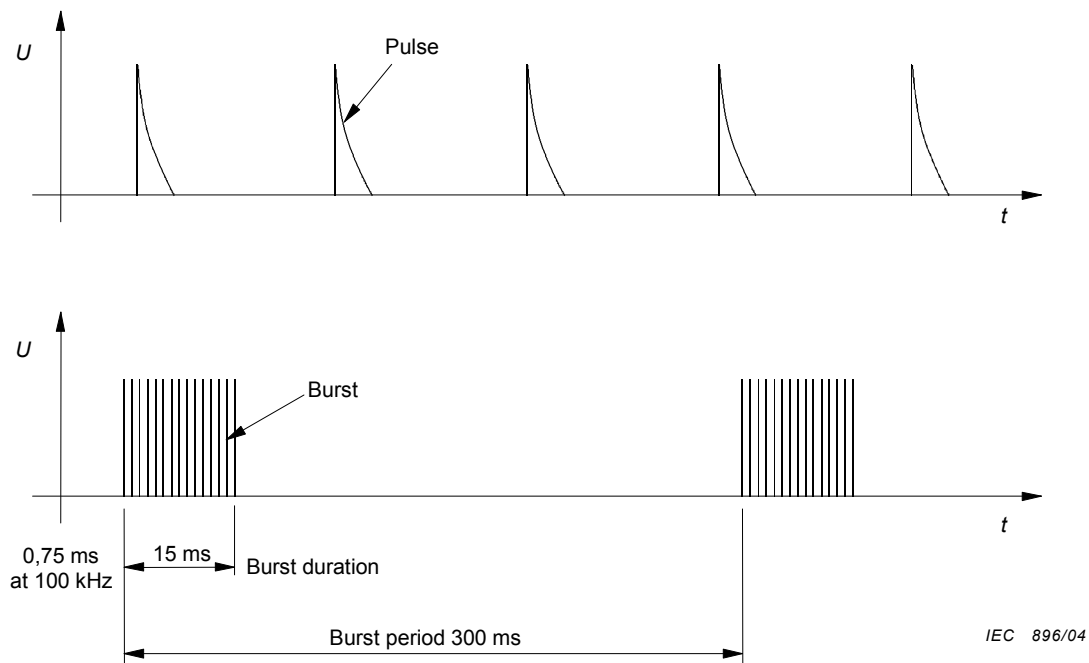 U
Pulse
t
U
Burst
t
0,75 ms
at 100 kHz
15 ms
Burst duration
Burst period 300 ms
IEC 896/04